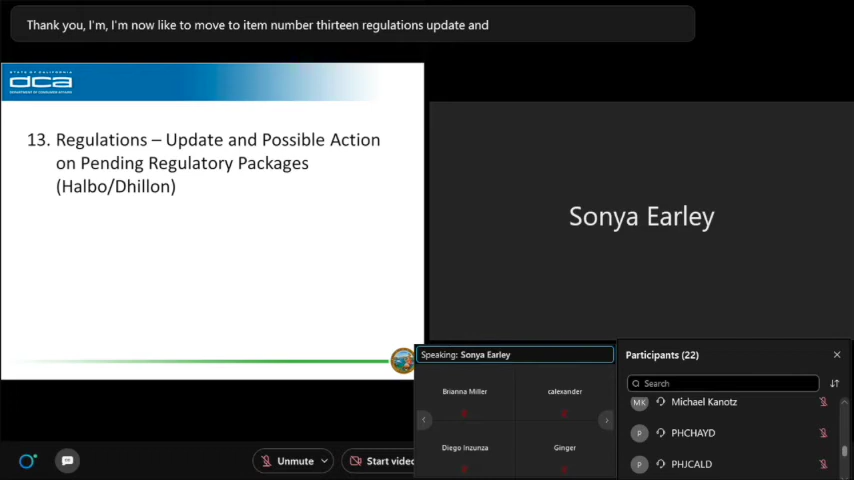 Thank you, I'm, I'm now like to move to item number thirteen regulations update and
STATE OF CALIFORNIA
dca
DEPARTMENT OF CONSUMER AFFAIRS
13. Regulations – Update and Possible Action
on Pending Regulatory Packages
(Halbo/Dhillon)
Sonya Earley
Speaking: Sonya Earley
Brianna Miller
calexander
Diego Inzunza
Ginger
Participants (22)
Search
MK Michael Kanotz
P PHCHAYD
P PHJCALD
Unmute
Start video